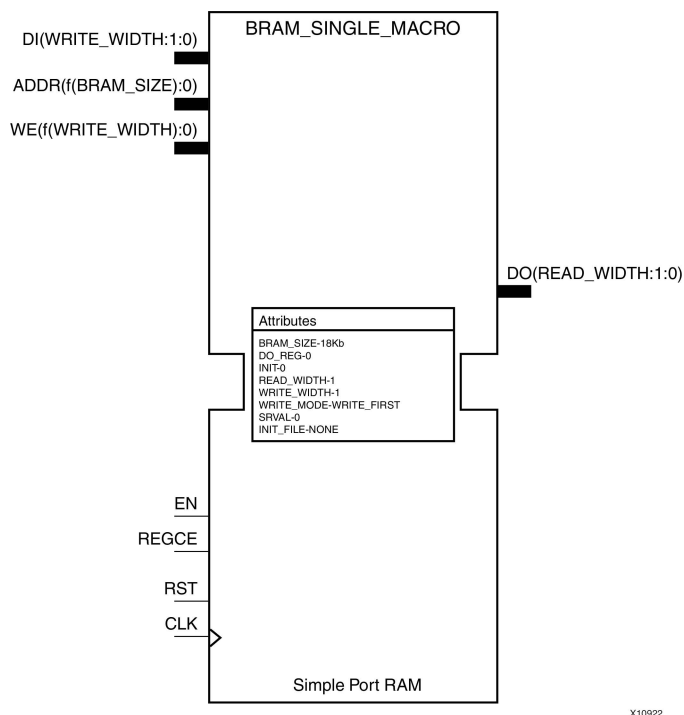 BRAM_SINGLE_MACRO
DI(WRITE_WIDTH:1:0)
ADDR(f(BRAM_SIZE):0)
WE(f(WRITE_WIDTH):0)
DO(READ_WIDTH:1:0)
Attributes
BRAM_SIZE-18Kb
DO_REG-0
INIT-0
READ_WIDTH-1
WRITE_WIDTH-1
WRITE_MODE-WRITE_FIRST
SRVAL-0
INIT_FILE-NONE
EN
REGCE
RST
CLK
Simple Port RAM
X10922